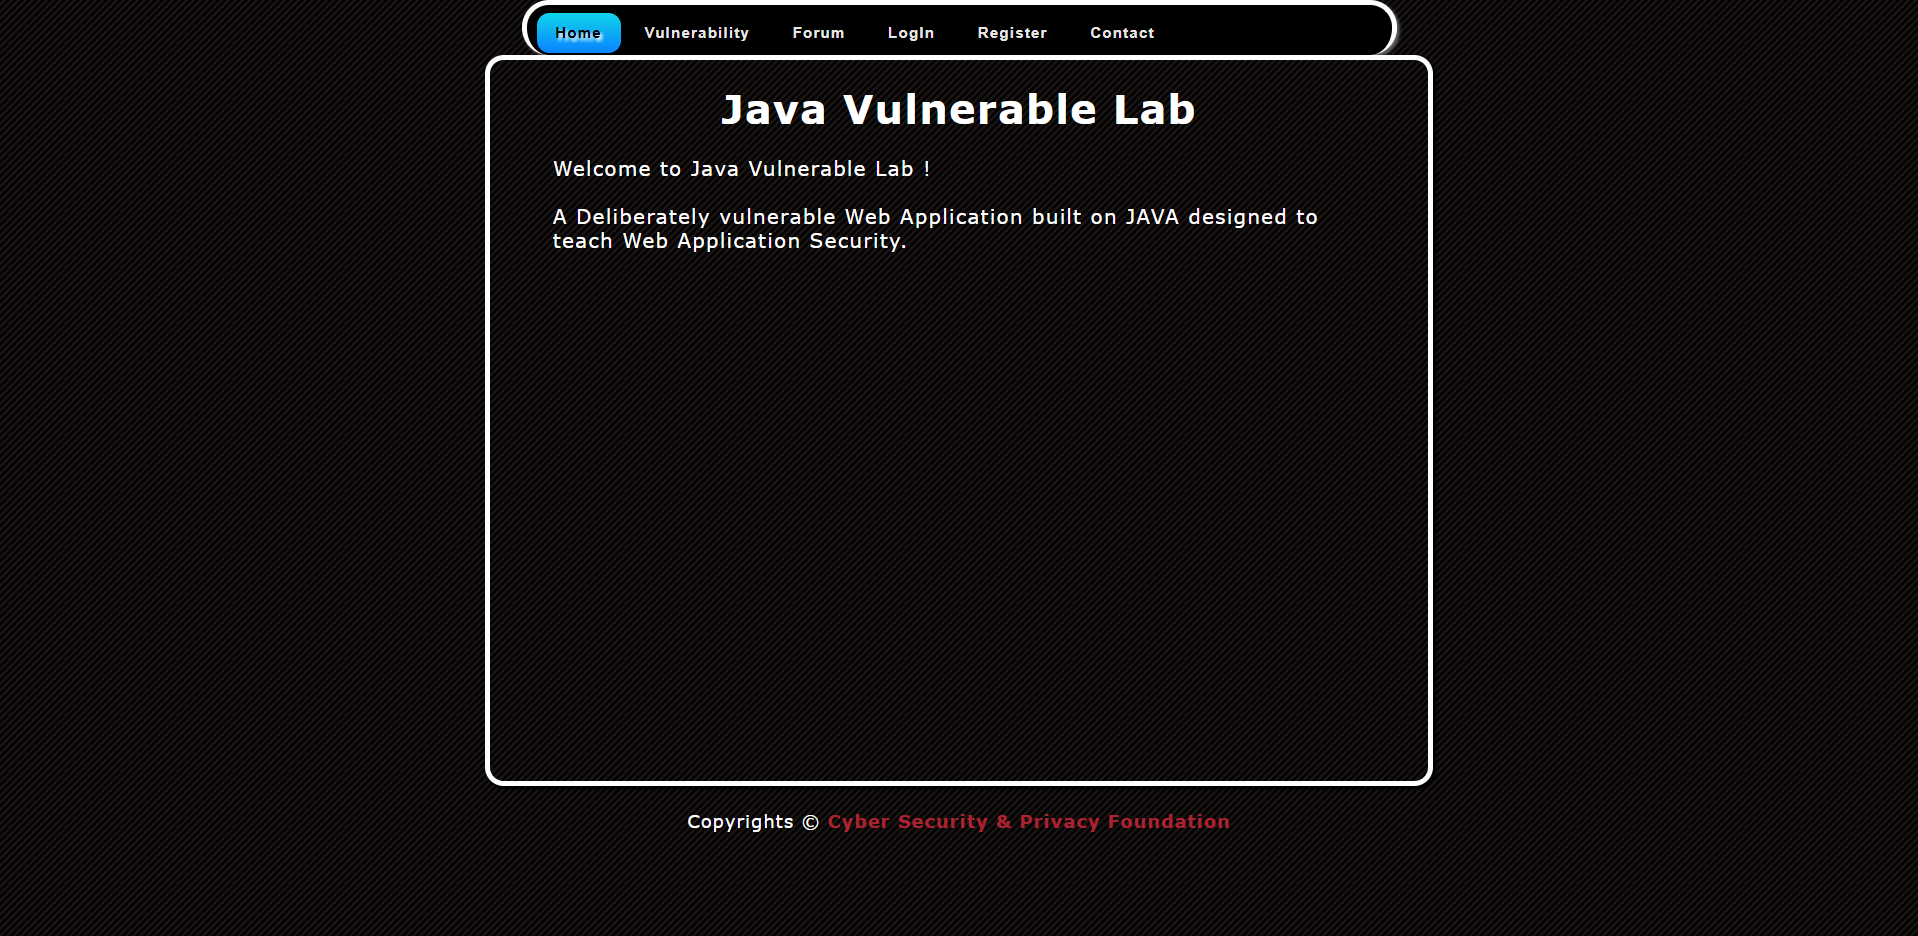 Home Vulnerability Forum LogIn Register Contact
Java Vulnerable Lab
Welcome to Java Vulnerable Lab !
A Deliberately vulnerable Web Application built on JAVA designed to
teach Web Application Security.
Copyrights © Cyber Security & Privacy Foundation